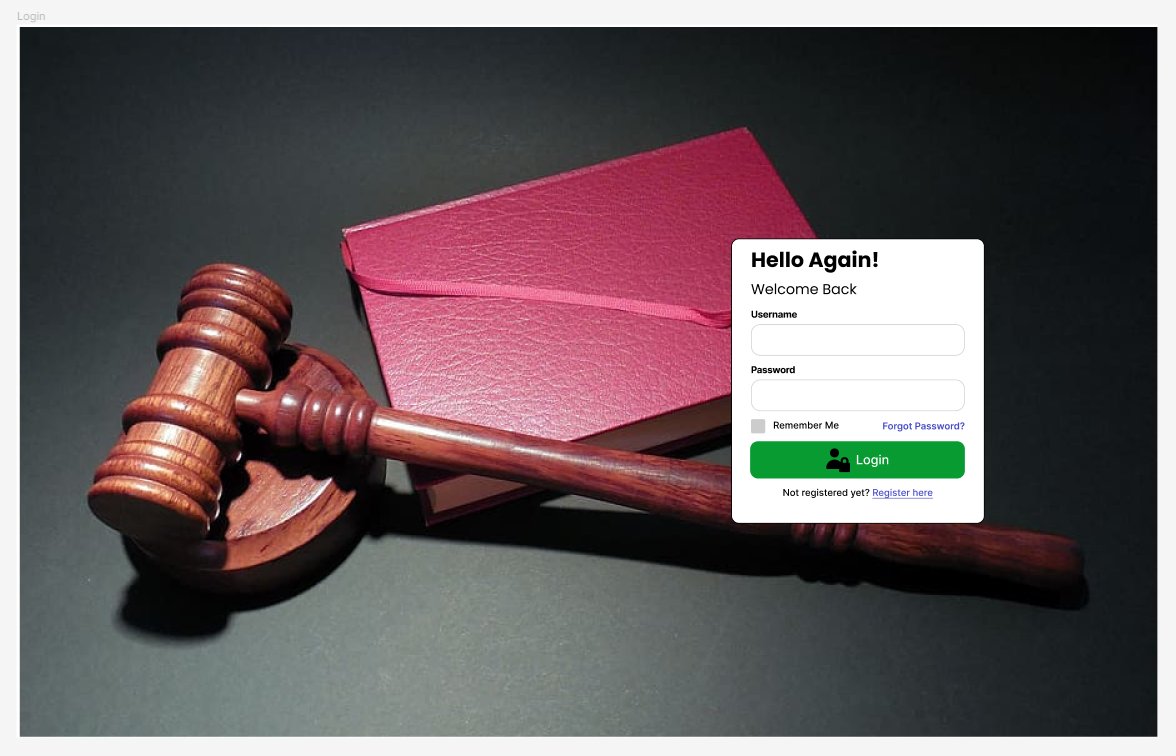 Login
Hello Again!
Welcome Back
Username
Password
Remember Me Forgot Password?
Login
Not registered yet? Register here